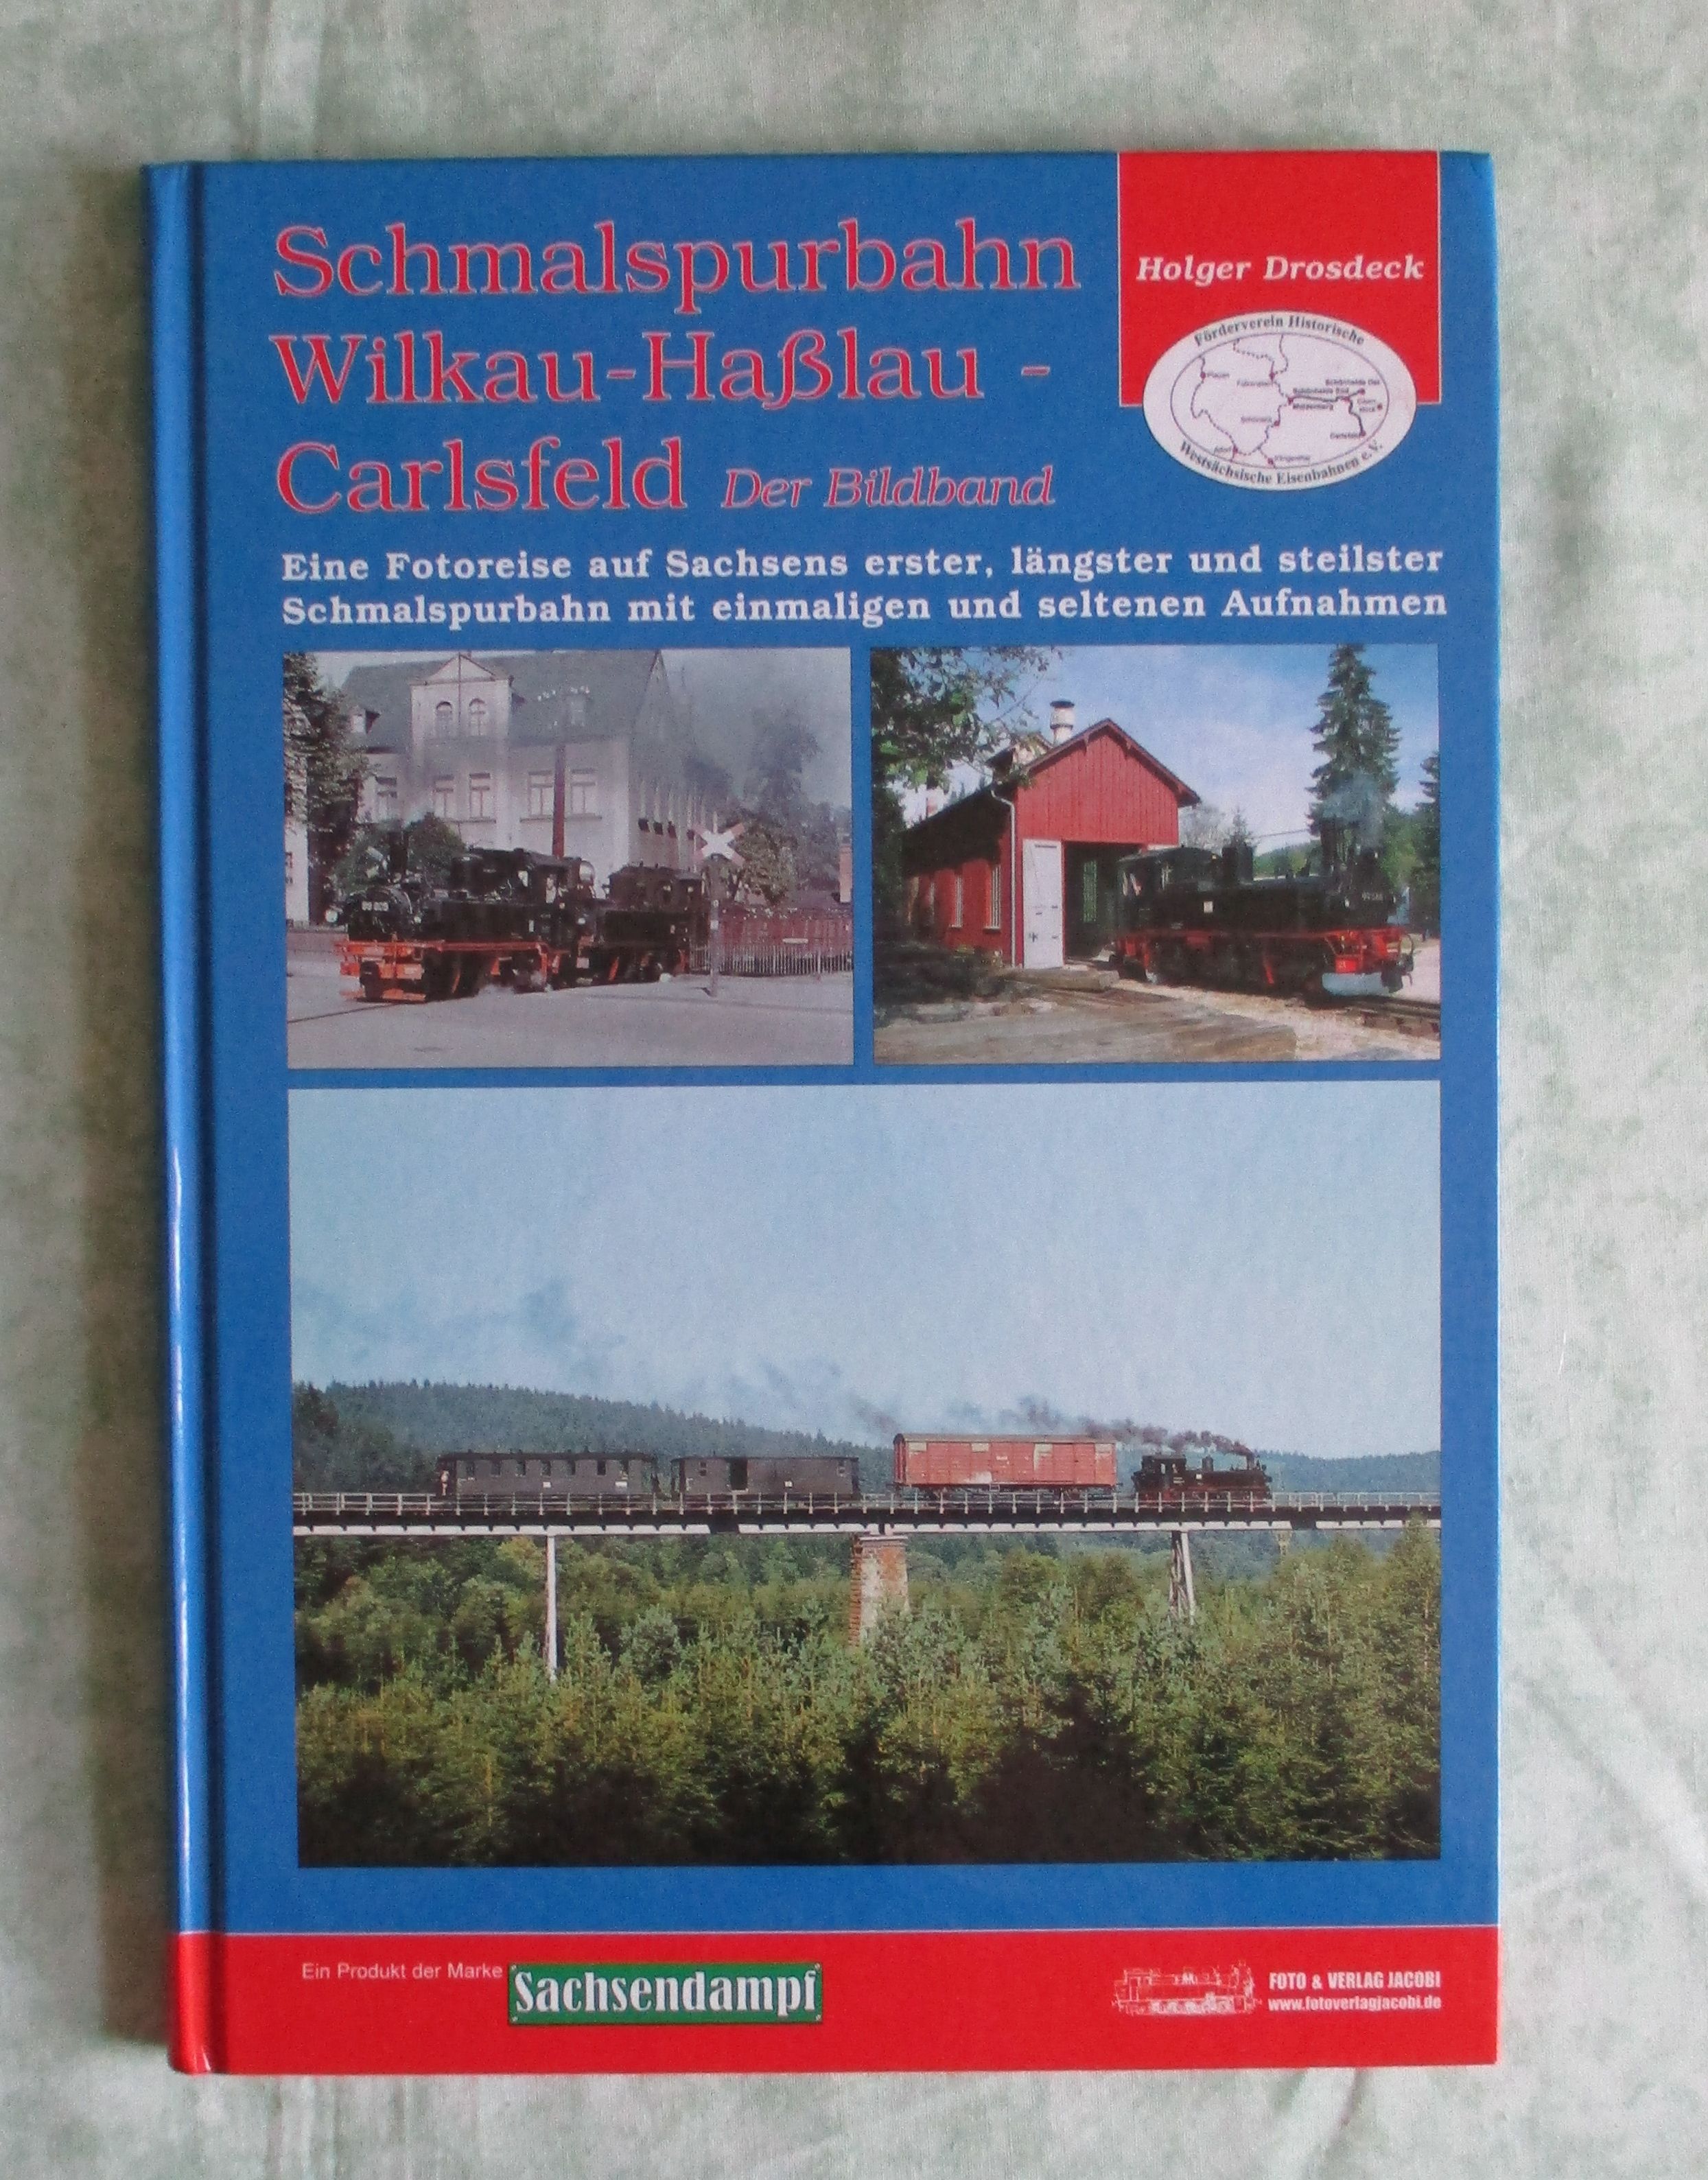 Schmalspurbahn
Wilkau-Haßlau -
Carlsfeld Der Bildband
Holger Drosdeck
Förderverein Historische
Westsächsische Eisenbahnen e.V.
Eine Fotoreise auf Sachsens erster, längster und steilster
Schmalspurbahn mit einmaligen und seltenen Aufnahmen
Ein Produkt der Marke
Sachsendampf
FOTO & VERLAG JACOBI
www.fotoverlagjacobi.de